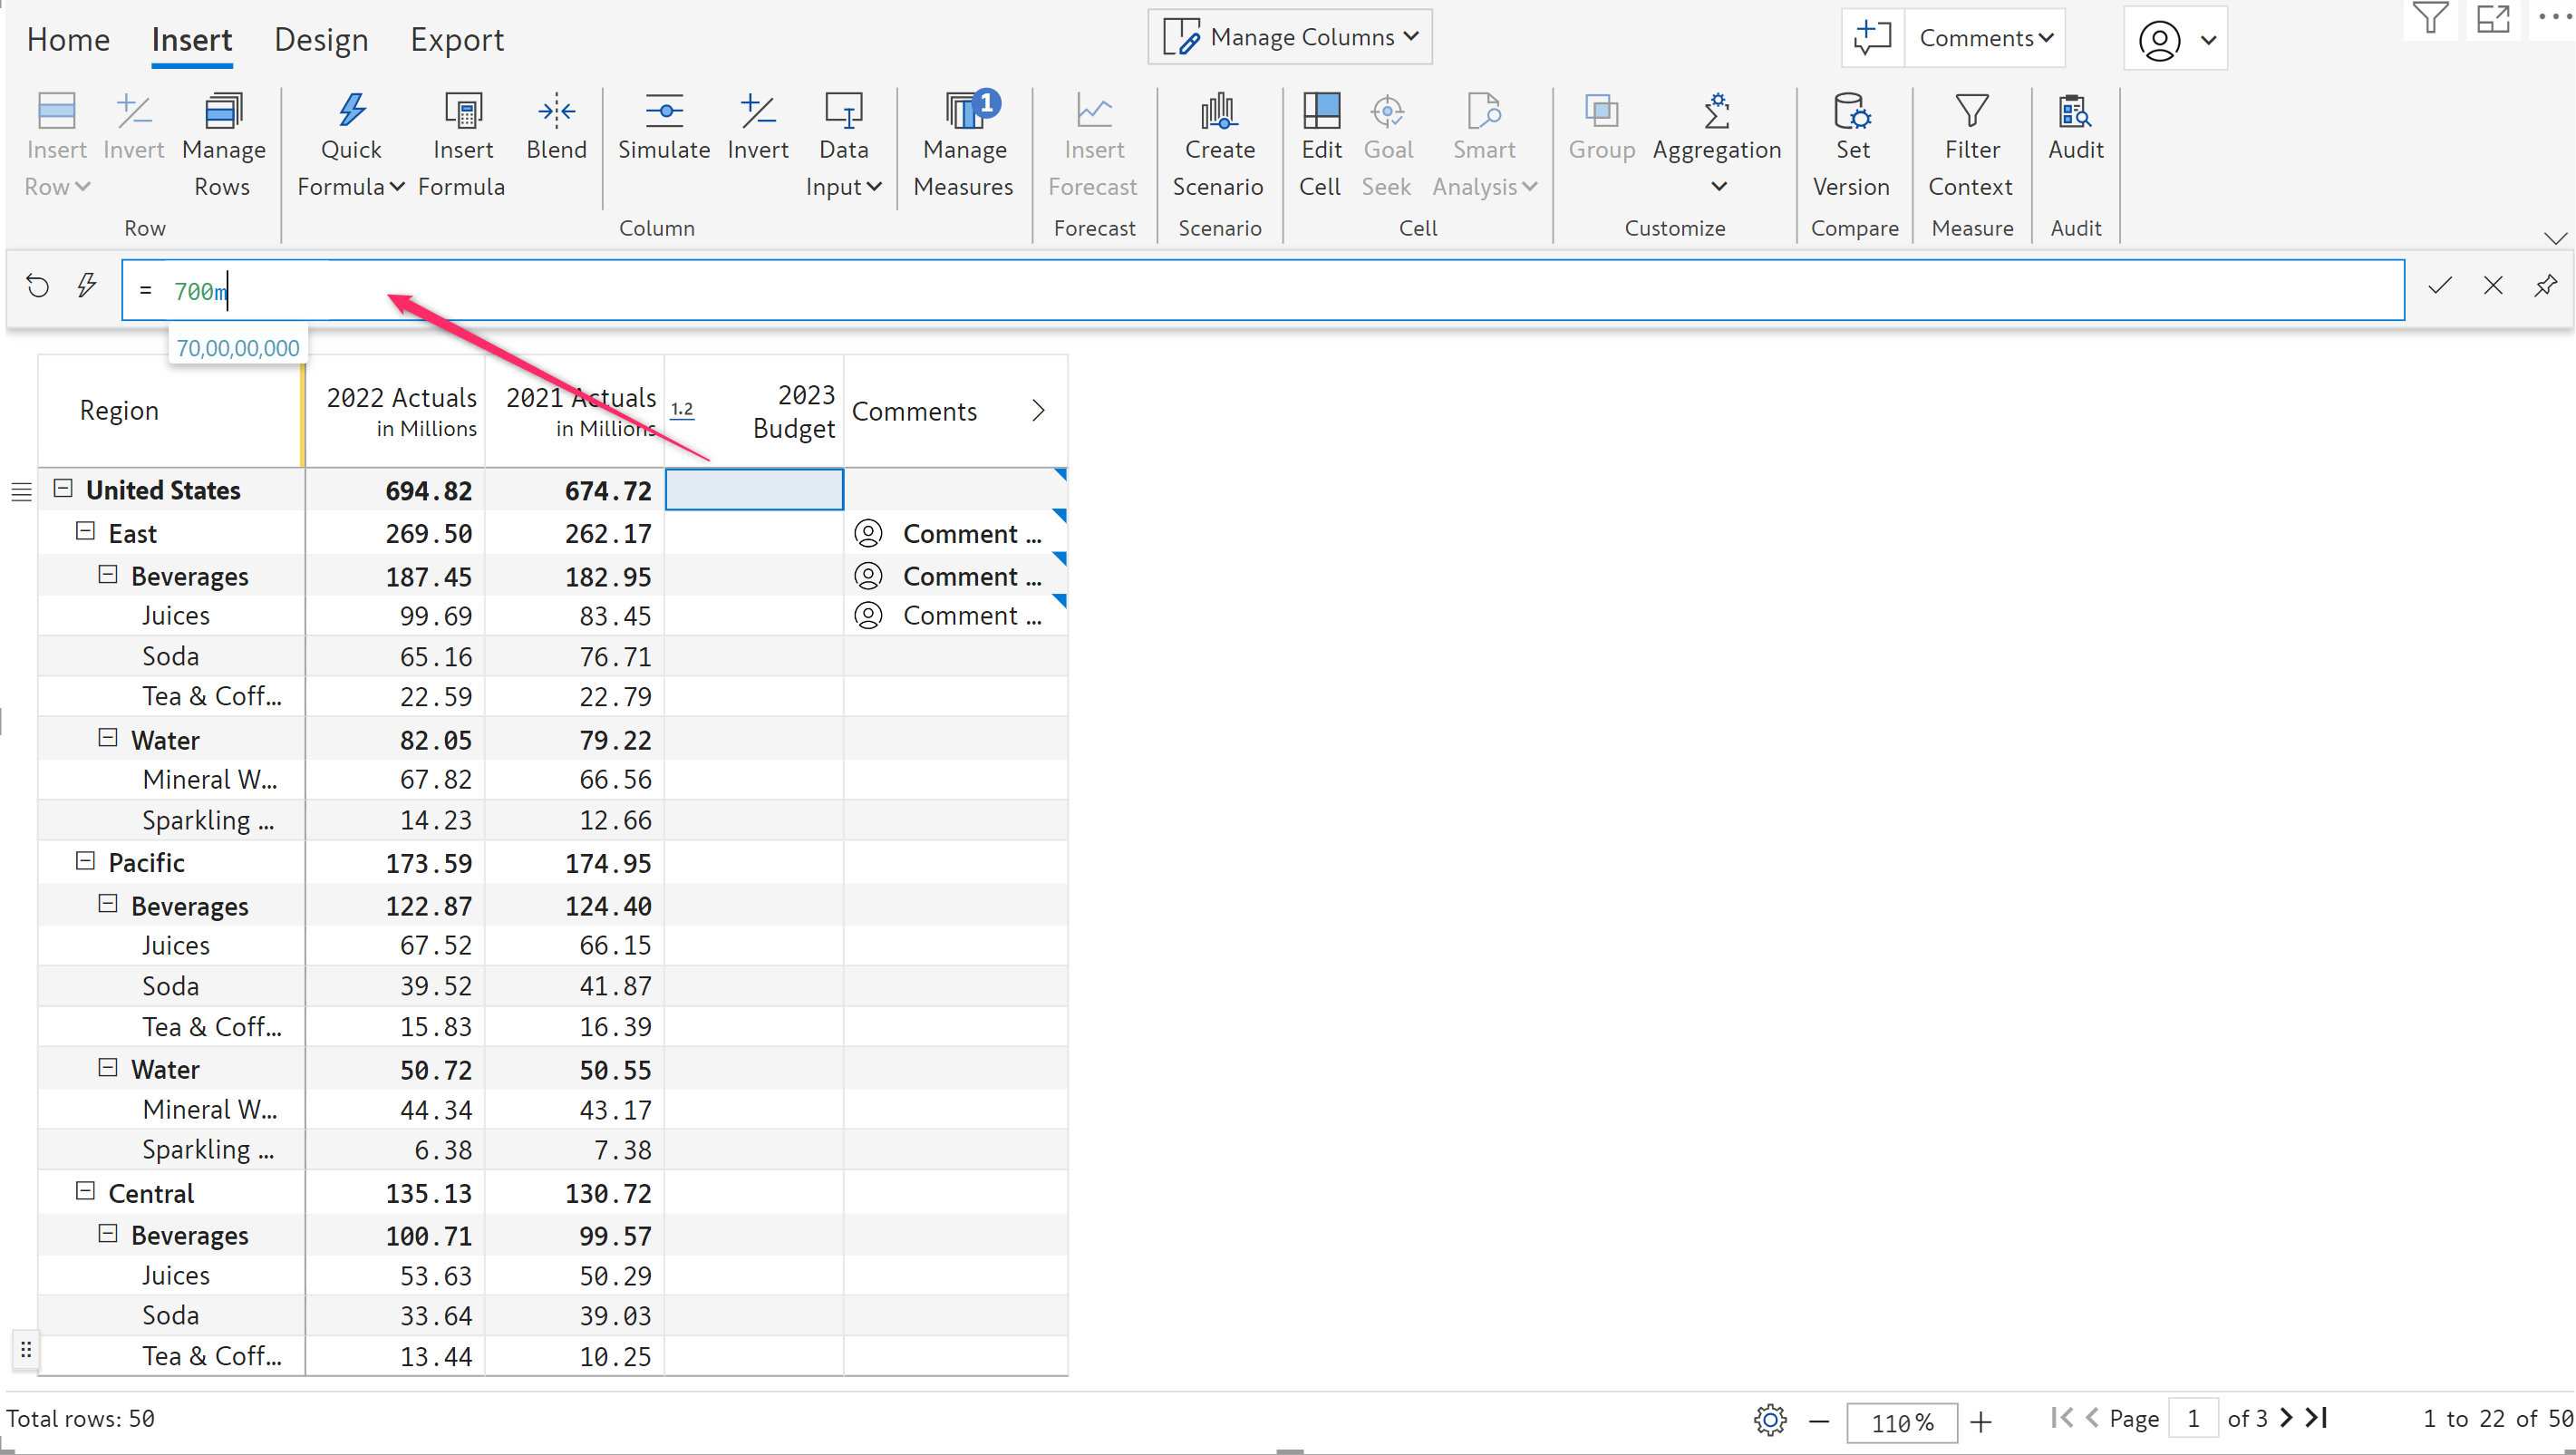 Home Insert Design Export
Manage Columns
Comments
Insert Row
Invert
Manage Rows
Row
Quick Formula
Insert Formula
Blend
Simulate
Invert
Data Input
Column
Manage Measures
1
Insert Forecast
Forecast
Create Scenario
Scenario
Edit Cell
Goal Seek
Smart Analysis
Cell
Group
Aggregation
Customize
Set Version
Compare
Filter Context
Measure
Audit
Audit
= 700m
70,00,00,000
Region 2022 Actuals in Millions 2021 Actuals in Millions 1.2 2023 Budget Comments
United States 694.82 674.72
East 269.50 262.17 Comment ...
Beverages 187.45 182.95 Comment ...
Juices 99.69 83.45 Comment ...
Soda 65.16 76.71
Tea & Coff... 22.59 22.79
Water 82.05 79.22
Mineral W... 67.82 66.56
Sparkling ... 14.23 12.66
Pacific 173.59 174.95
Beverages 122.87 124.40
Juices 67.52 66.15
Soda 39.52 41.87
Tea & Coff... 15.83 16.39
Water 50.72 50.55
Mineral W... 44.34 43.17
Sparkling ... 6.38 7.38
Central 135.13 130.72
Beverages 100.71 99.57
Juices 53.63 50.29
Soda 33.64 39.03
Tea & Coff... 13.44 10.25
Total rows: 50 110% Page 1 of 3 1 to 22 of 50